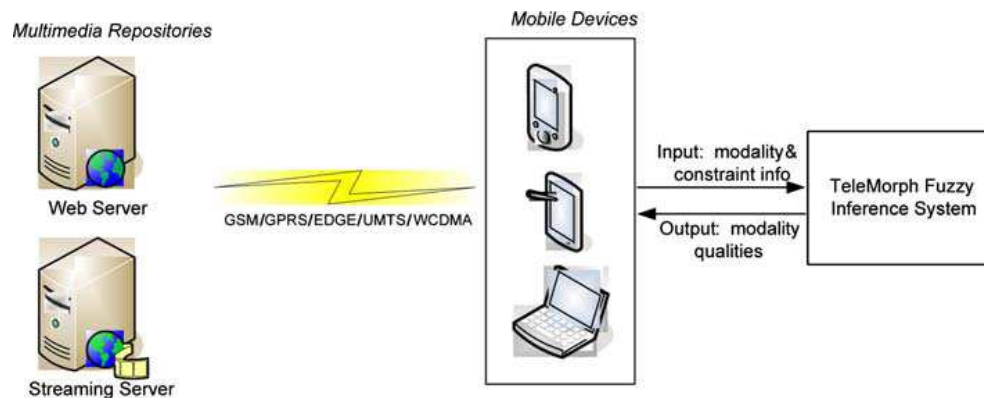 Multimedia Repositories
Web Server
Streaming Server
GSM/GPRS/EDGE/UMTS/WCDMA
Mobile Devices
Input: modality&
constraint info
Output: modality
qualities
TeleMorph Fuzzy
Inference System